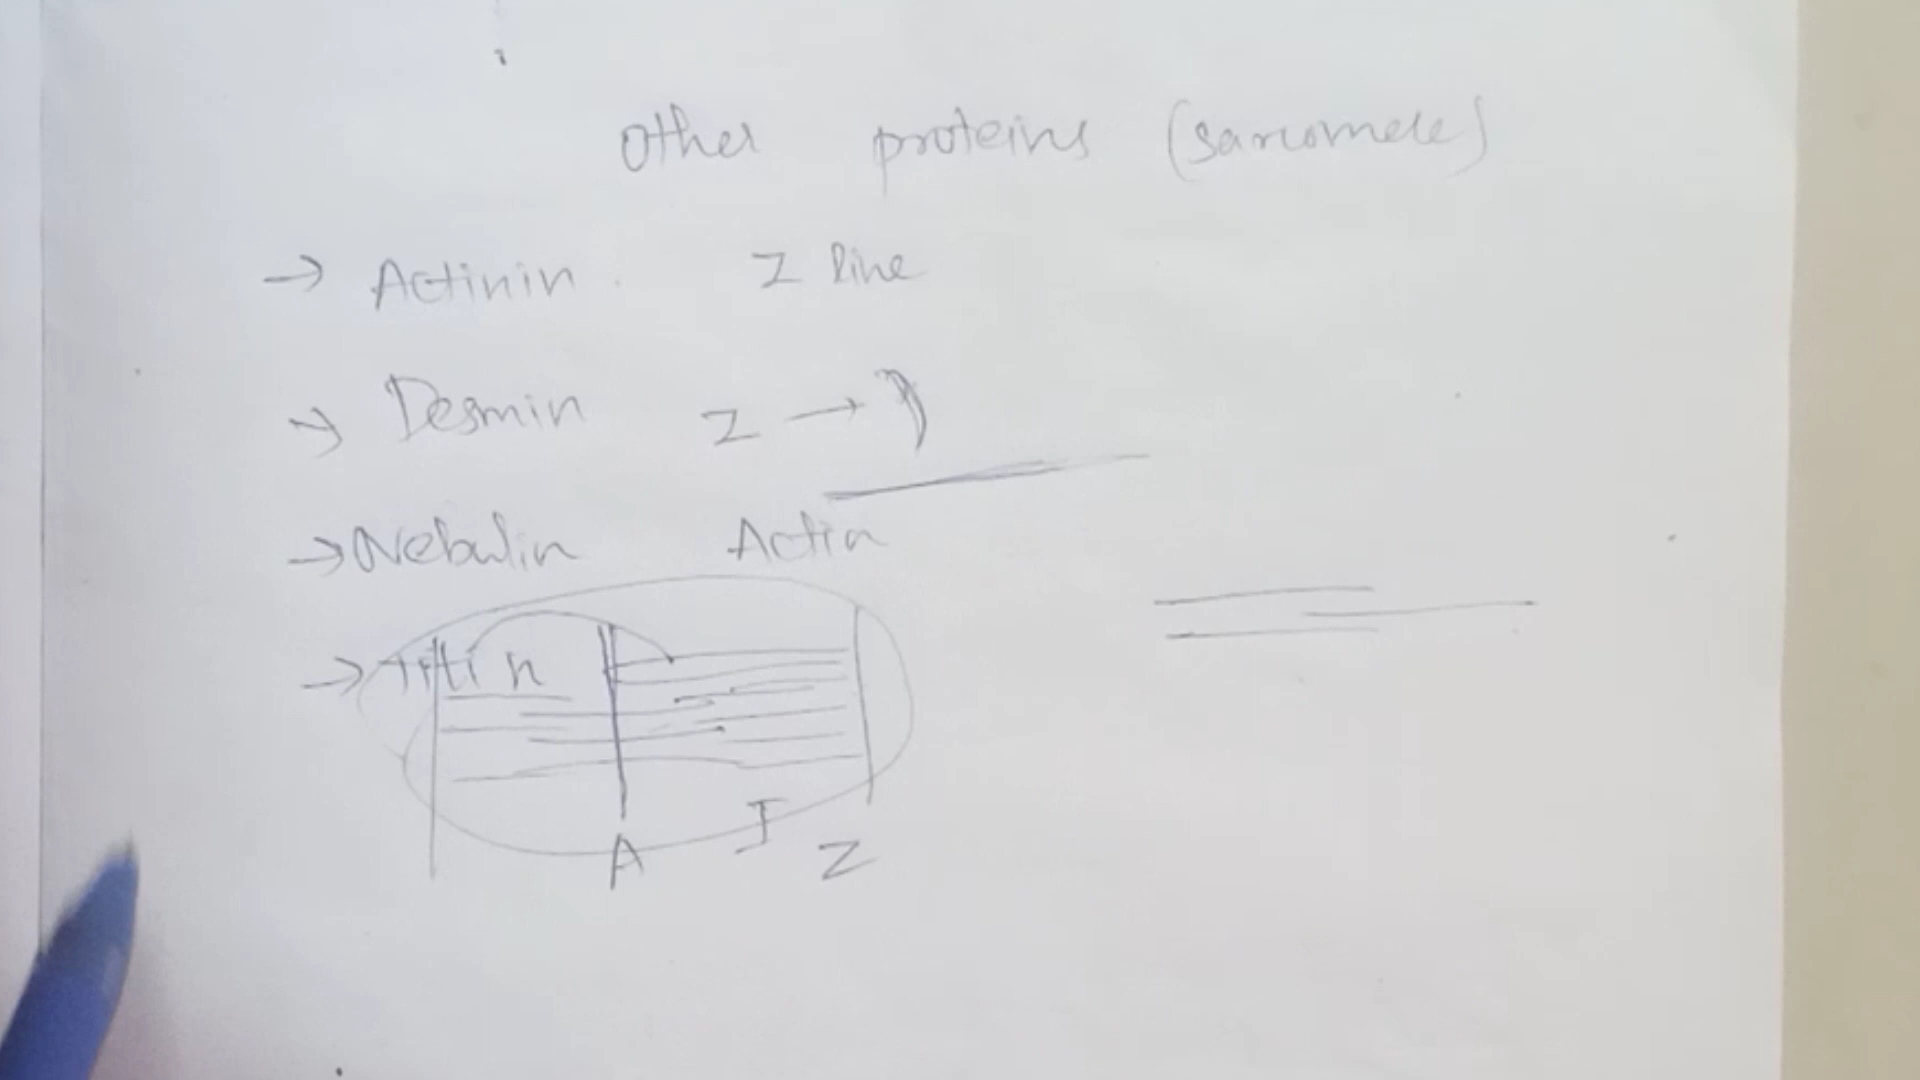 Other proteins (sarcomere)
→ Actinin Z line
→ Desmin Z →
→ Nebulin Actin
→ Titin
I
A Z